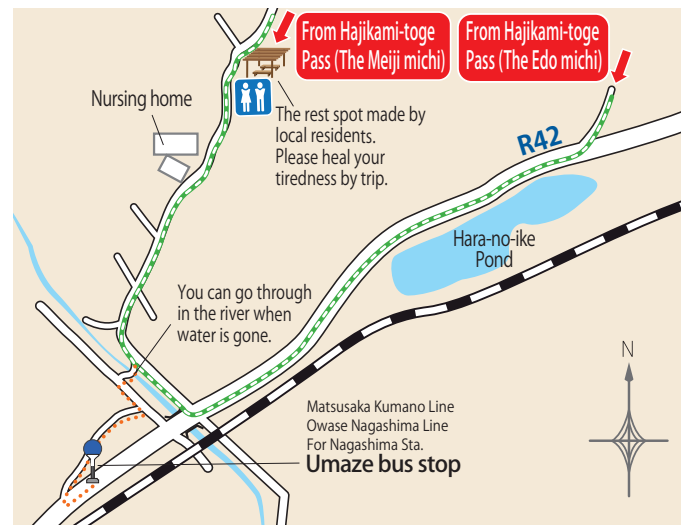 From Hajikami-toge
Pass (The Meiji michi)
From Hajikami-toge
Pass (The Edo michi)
Nursing home
The rest spot made by
local residents.
Please heal your
tiredness by trip.
R42
Hara-no-ike
Pond
You can go through
in the river when
water is gone.
N
Matsusaka Kumano Line
Owase Nagashima Line
For Nagashima Sta.
Umaze bus stop